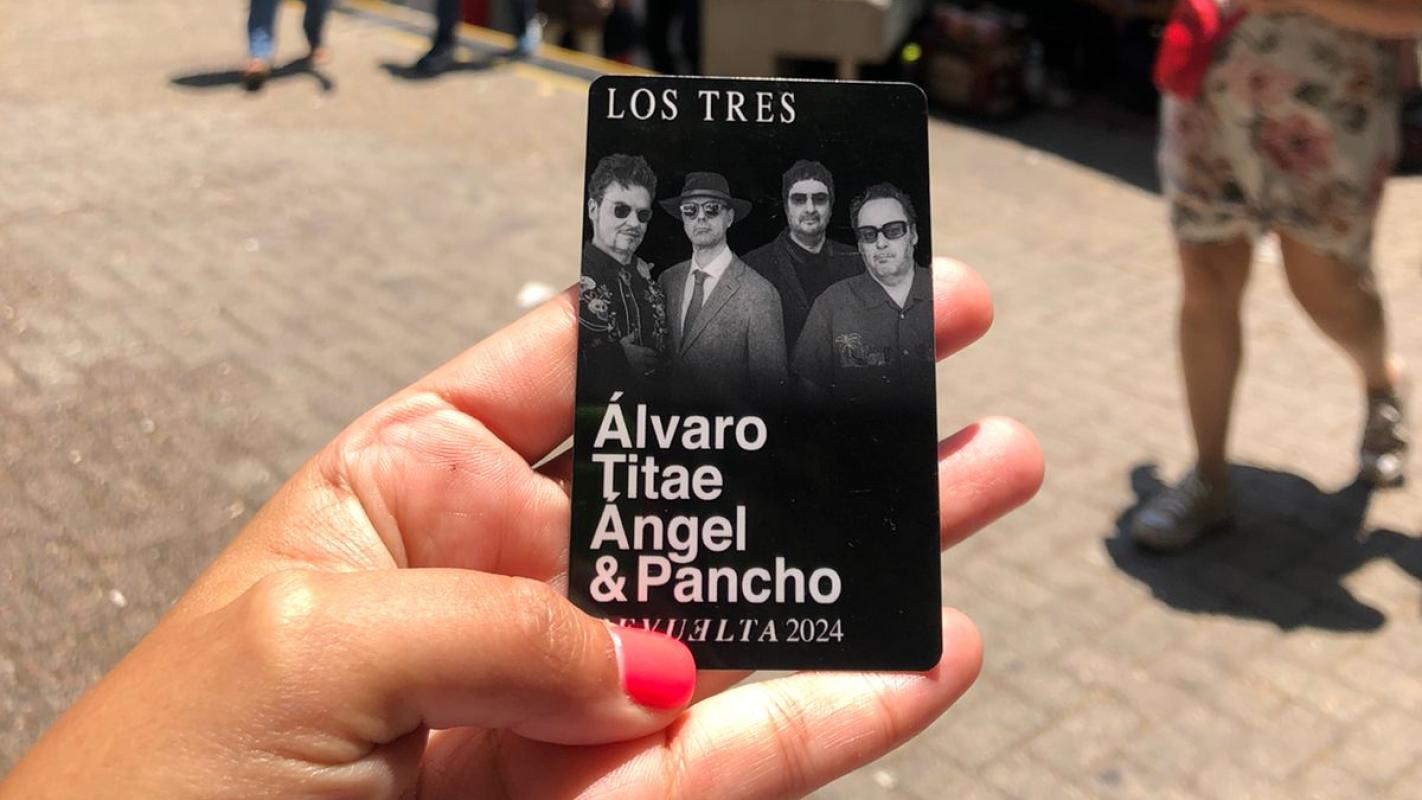 LOS TRES
Álvaro
Titae
Ángel
& Pancho
2024